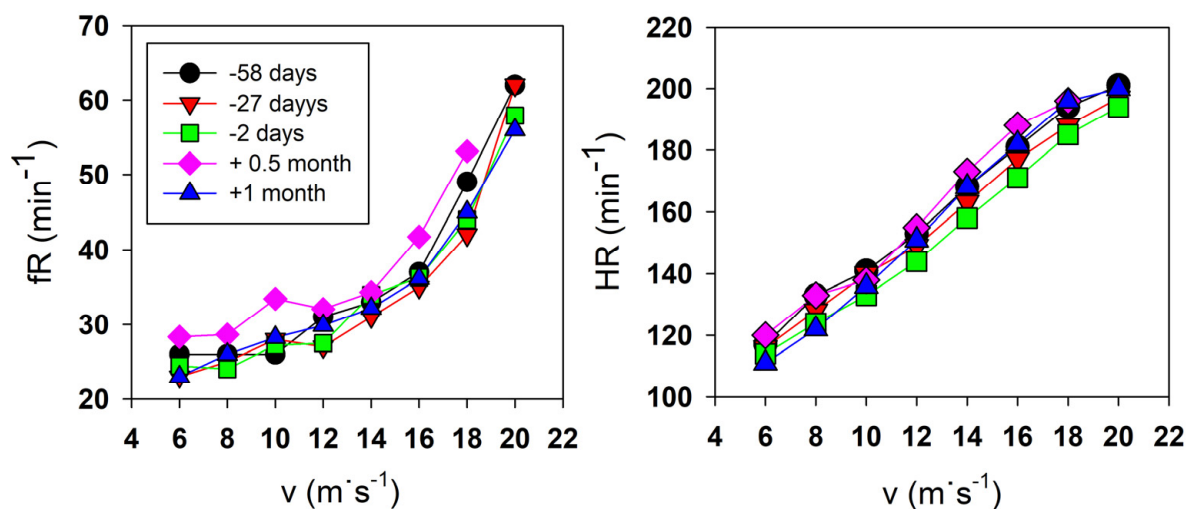 70
60
50
40
30
20
fR (min⁻¹)
-58 days
-27 dayys
-2 days
+ 0.5 month
+1 month
4 6 8 10 12 14 16 18 20 22
v (m·s⁻¹)
220
200
180
160
140
120
100
HR (min⁻¹)
4 6 8 10 12 14 16 18 20 22
v (m·s⁻¹)